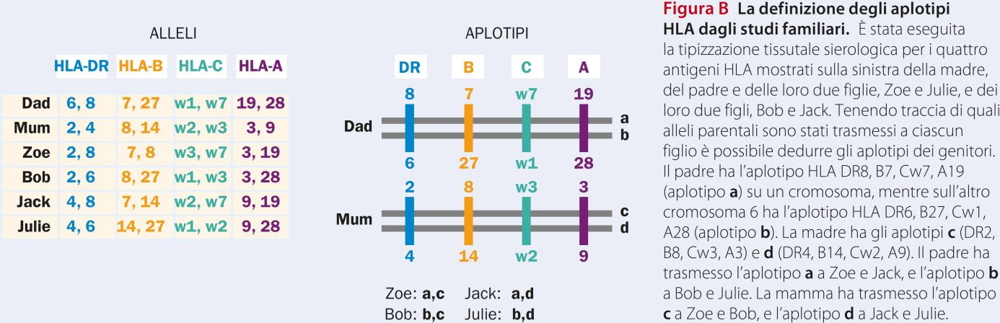 ALLELI
HLA-DR HLA-B HLA-C HLA-A
Dad 6, 8 7, 27 w1, w7 19, 28
Mum 2, 4 8, 14 w2, w3 3, 9
Zoe 2, 8 7, 8 w3, w7 3, 19
Bob 2, 6 8, 27 w1, w3 3, 28
Jack 4, 8 7, 14 w2, w7 9, 19
Julie 4, 6 14, 27 w1, w2 9, 28
APLOTIPI
DR B C A
8 7 w7 19
Dad a
b
6 27 w1 28
2 8 w3 3
Mum c
d
4 14 w2 9
Zoe: a,c Jack: a,d
Bob: b,c Julie: b,d
Figura B La definizione degli aplotipi
HLA dagli studi familiari. È stata eseguita
la tipizzazione tissutale sierologica per i quattro
antigeni HLA mostrati sulla sinistra della madre,
del padre e delle loro due figlie, Zoe e Julie, e dei
loro due figli, Bob e Jack. Tenendo traccia di quali
alleli parentali sono stati trasmessi a ciascun
figlio è possibile dedurre gli aplotipi dei genitori.
Il padre ha l’aplotipo HLA DR8, B7, Cw7, A19
(aplotipo a) su un cromosoma, mentre sull’altro
cromosoma 6 ha l’aplotipo HLA DR6, B27, Cw1,
A28 (aplotipo b). La madre ha gli aplotipi c (DR2,
B8, Cw3, A3) e d (DR4, B14, Cw2, A9). Il padre ha
trasmesso l’aplotipo a a Zoe e Jack, e l’aplotipo b
a Bob e Julie. La mamma ha trasmesso l’aplotipo
c a Zoe e Bob, e l’aplotipo d a Jack e Julie.